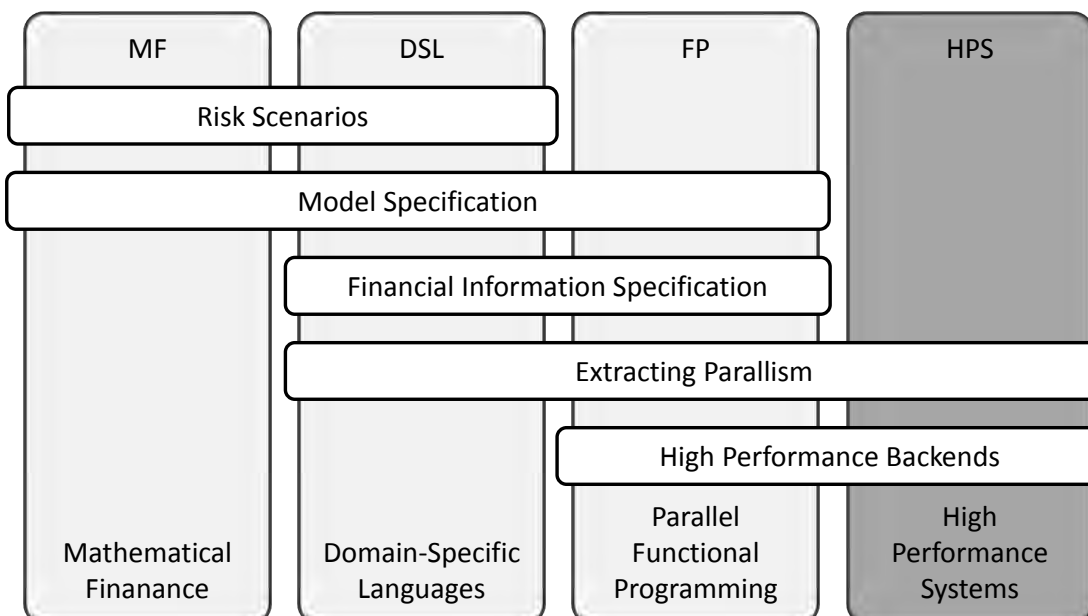 MF
DSL
FP
HPS
Risk Scenarios
Model Specification
Financial Information Specification
Extracting Parallism
High Performance Backends
Mathematical
Finanance
Domain-Specific
Languages
Parallel
Functional
Programming
High
Performance
Systems